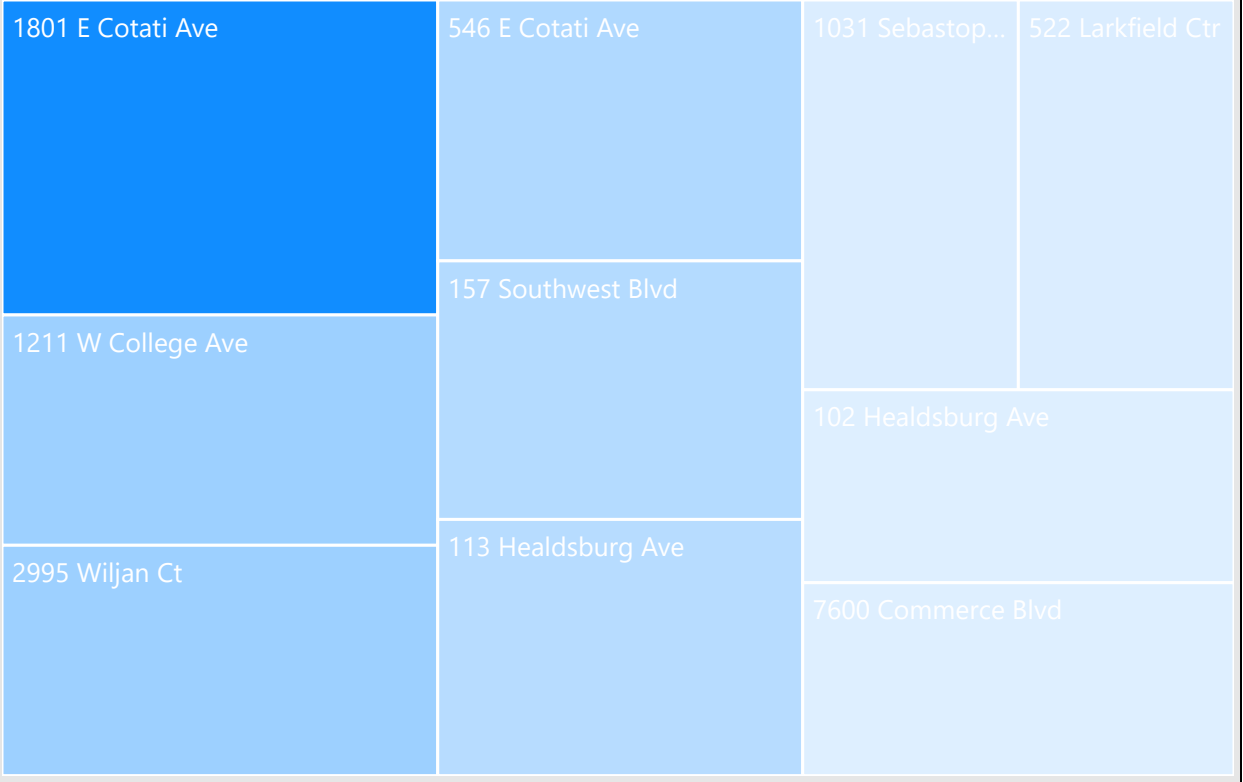 1801 E Cotati Ave
1211 W College Ave
2995 Wiljan Ct
546 E Cotati Ave
157 Southwest Blvd
113 Healdsburg Ave
1031 Sebastop...
522 Larkfield Ctr
102 Healdsburg Ave
7600 Commerce Blvd